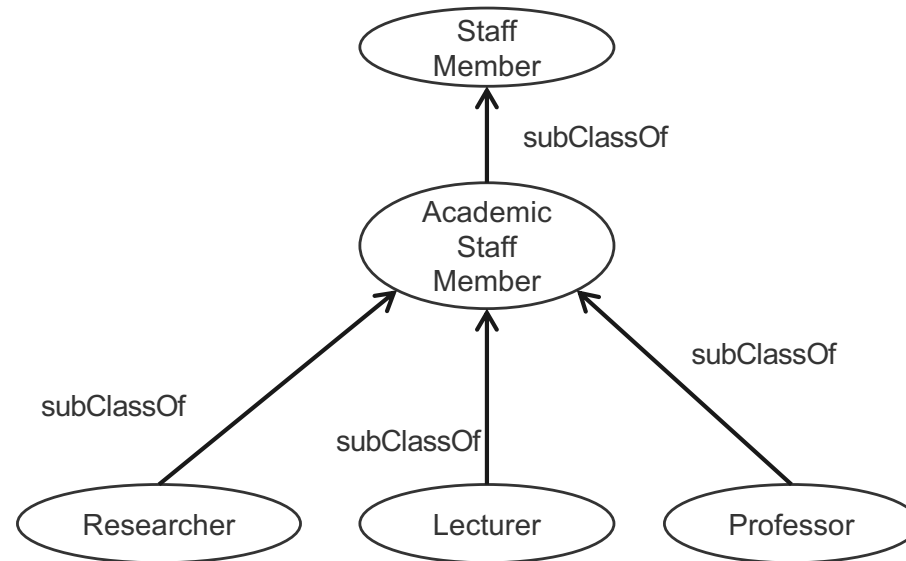 Staff
Member
subClassOf
Academic
Staff
Member
subClassOf
subClassOf
subClassOf
Researcher
Lecturer
Professor